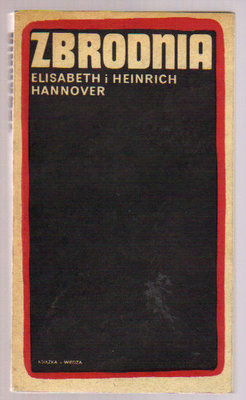 ZBRODNIA
ELISABETH i HEINRICH
HANNOVER
KSIĄŻKA i WIEDZA